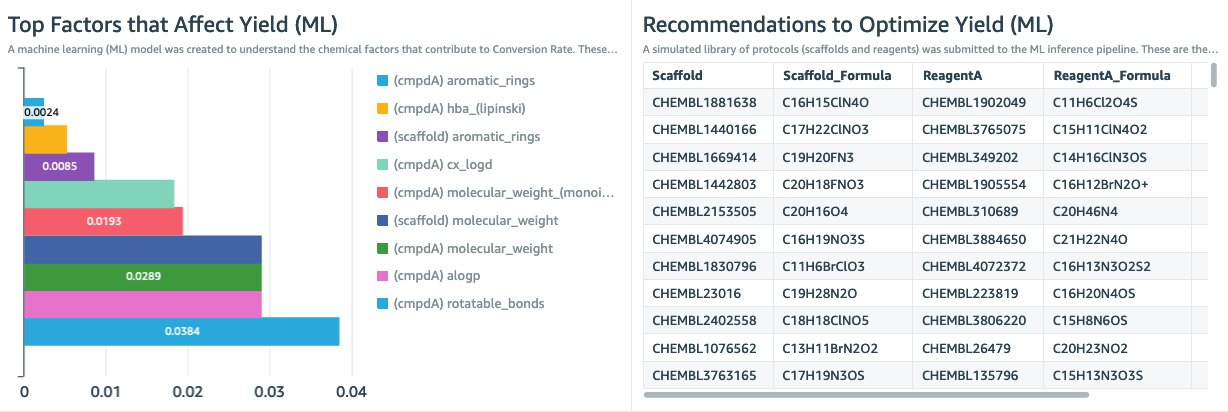 Top Factors that Affect Yield (ML)
A machine learning (ML) model was created to understand the chemical factors that contribute to Conversion Rate. These...
0.0024
0.0085
0.0193
0.0289
0.0384
0 0.01 0.02 0.03 0.04
(cmpdA) aromatic_rings
(cmpdA) hba_(lipinski)
(scaffold) aromatic_rings
(cmpdA) cx_logd
(cmpdA) molecular_weight_(monoi...
(scaffold) molecular_weight
(cmpdA) molecular_weight
(cmpdA) alogp
(cmpdA) rotatable_bonds
Recommendations to Optimize Yield (ML)
A simulated library of protocols (scaffolds and reagents) was submitted to the ML inference pipeline. These are the...
Scaffold Scaffold_Formula ReagentA ReagentA_Formula
CHEMBL1881638 C16H15ClN4O CHEMBL1902049 C11H6Cl2O4S
CHEMBL1440166 C17H22ClNO3 CHEMBL3765075 C15H11ClN4O2
CHEMBL1669414 C19H20FN3 CHEMBL349202 C14H16ClN3OS
CHEMBL1442803 C20H18FNO3 CHEMBL1905554 C16H12BrN2O+
CHEMBL2153505 C20H16O4 CHEMBL310689 C20H46N4
CHEMBL4074905 C16H19NO3S CHEMBL3884650 C21H22N4O
CHEMBL1830796 C11H6BrClO3 CHEMBL4072372 C16H13N3O2S2
CHEMBL23016 C19H28N2O CHEMBL223819 C16H20N4OS
CHEMBL2402558 C18H18ClNO5 CHEMBL3806220 C15H8N6OS
CHEMBL1076562 C13H11BrN2O2 CHEMBL26479 C20H23NO2
CHEMBL3763165 C17H19N3OS CHEMBL135796 C15H13N3O3S